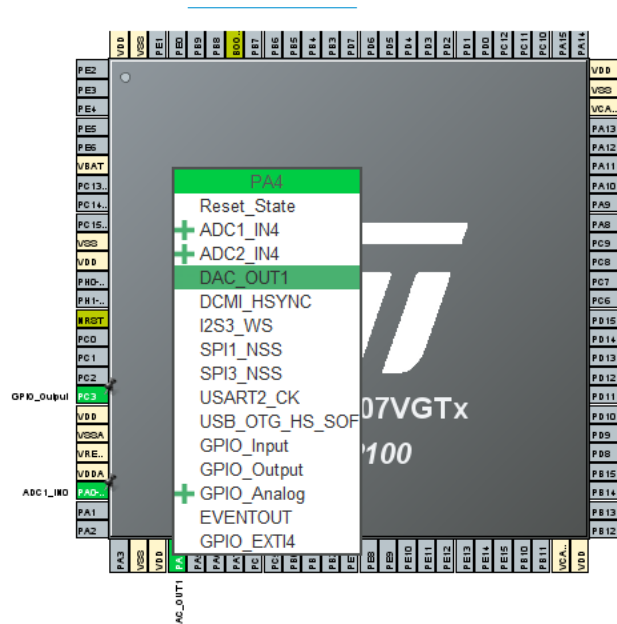 VDD
VSS
PE1
PE0
PB9
PB8
BOO..
PB7
PB6
PB5
PB4
PB3
PD7
PD6
PD5
PD4
PD3
PD2
PD1
PD0
PC12
PC11
PC10
PA15
PA14
PE2
PE3
PE4
PE5
PE6
VBAT
PC13..
PC14..
PC15..
VSS
VDD
PH0-..
PH1-..
NRST
PC0
PC1
PC2
GPIO_Output PC3
VDD
VSSA
VRE..
VDDA
ADC1_IN0 PA0-..
PA1
PA2
PA4
Reset_State
ADC1_IN4
ADC2_IN4
DAC_OUT1
DCMI_HSYNC
I2S3_WS
SPI1_NSS
SPI3_NSS
USART2_CK
USB_OTG_HS_SOF
GPIO_Input
GPIO_Output
GPIO_Analog
EVENTOUT
GPIO_EXTI4
07VGTx
P100
VDD
VSS
VCA..
PA13
PA12
PA11
PA10
PA9
PA8
PC9
PC8
PC7
PC6
PD15
PD14
PD13
PD12
PD11
PD10
PD9
PD8
PB15
PB14
PB13
PB12
PA3
VSS
VDD
PE8
PE9
PE10
PE11
PE12
PE13
PE14
PE15
PB10
PB11
VCA..
VDD
AC_OUT1